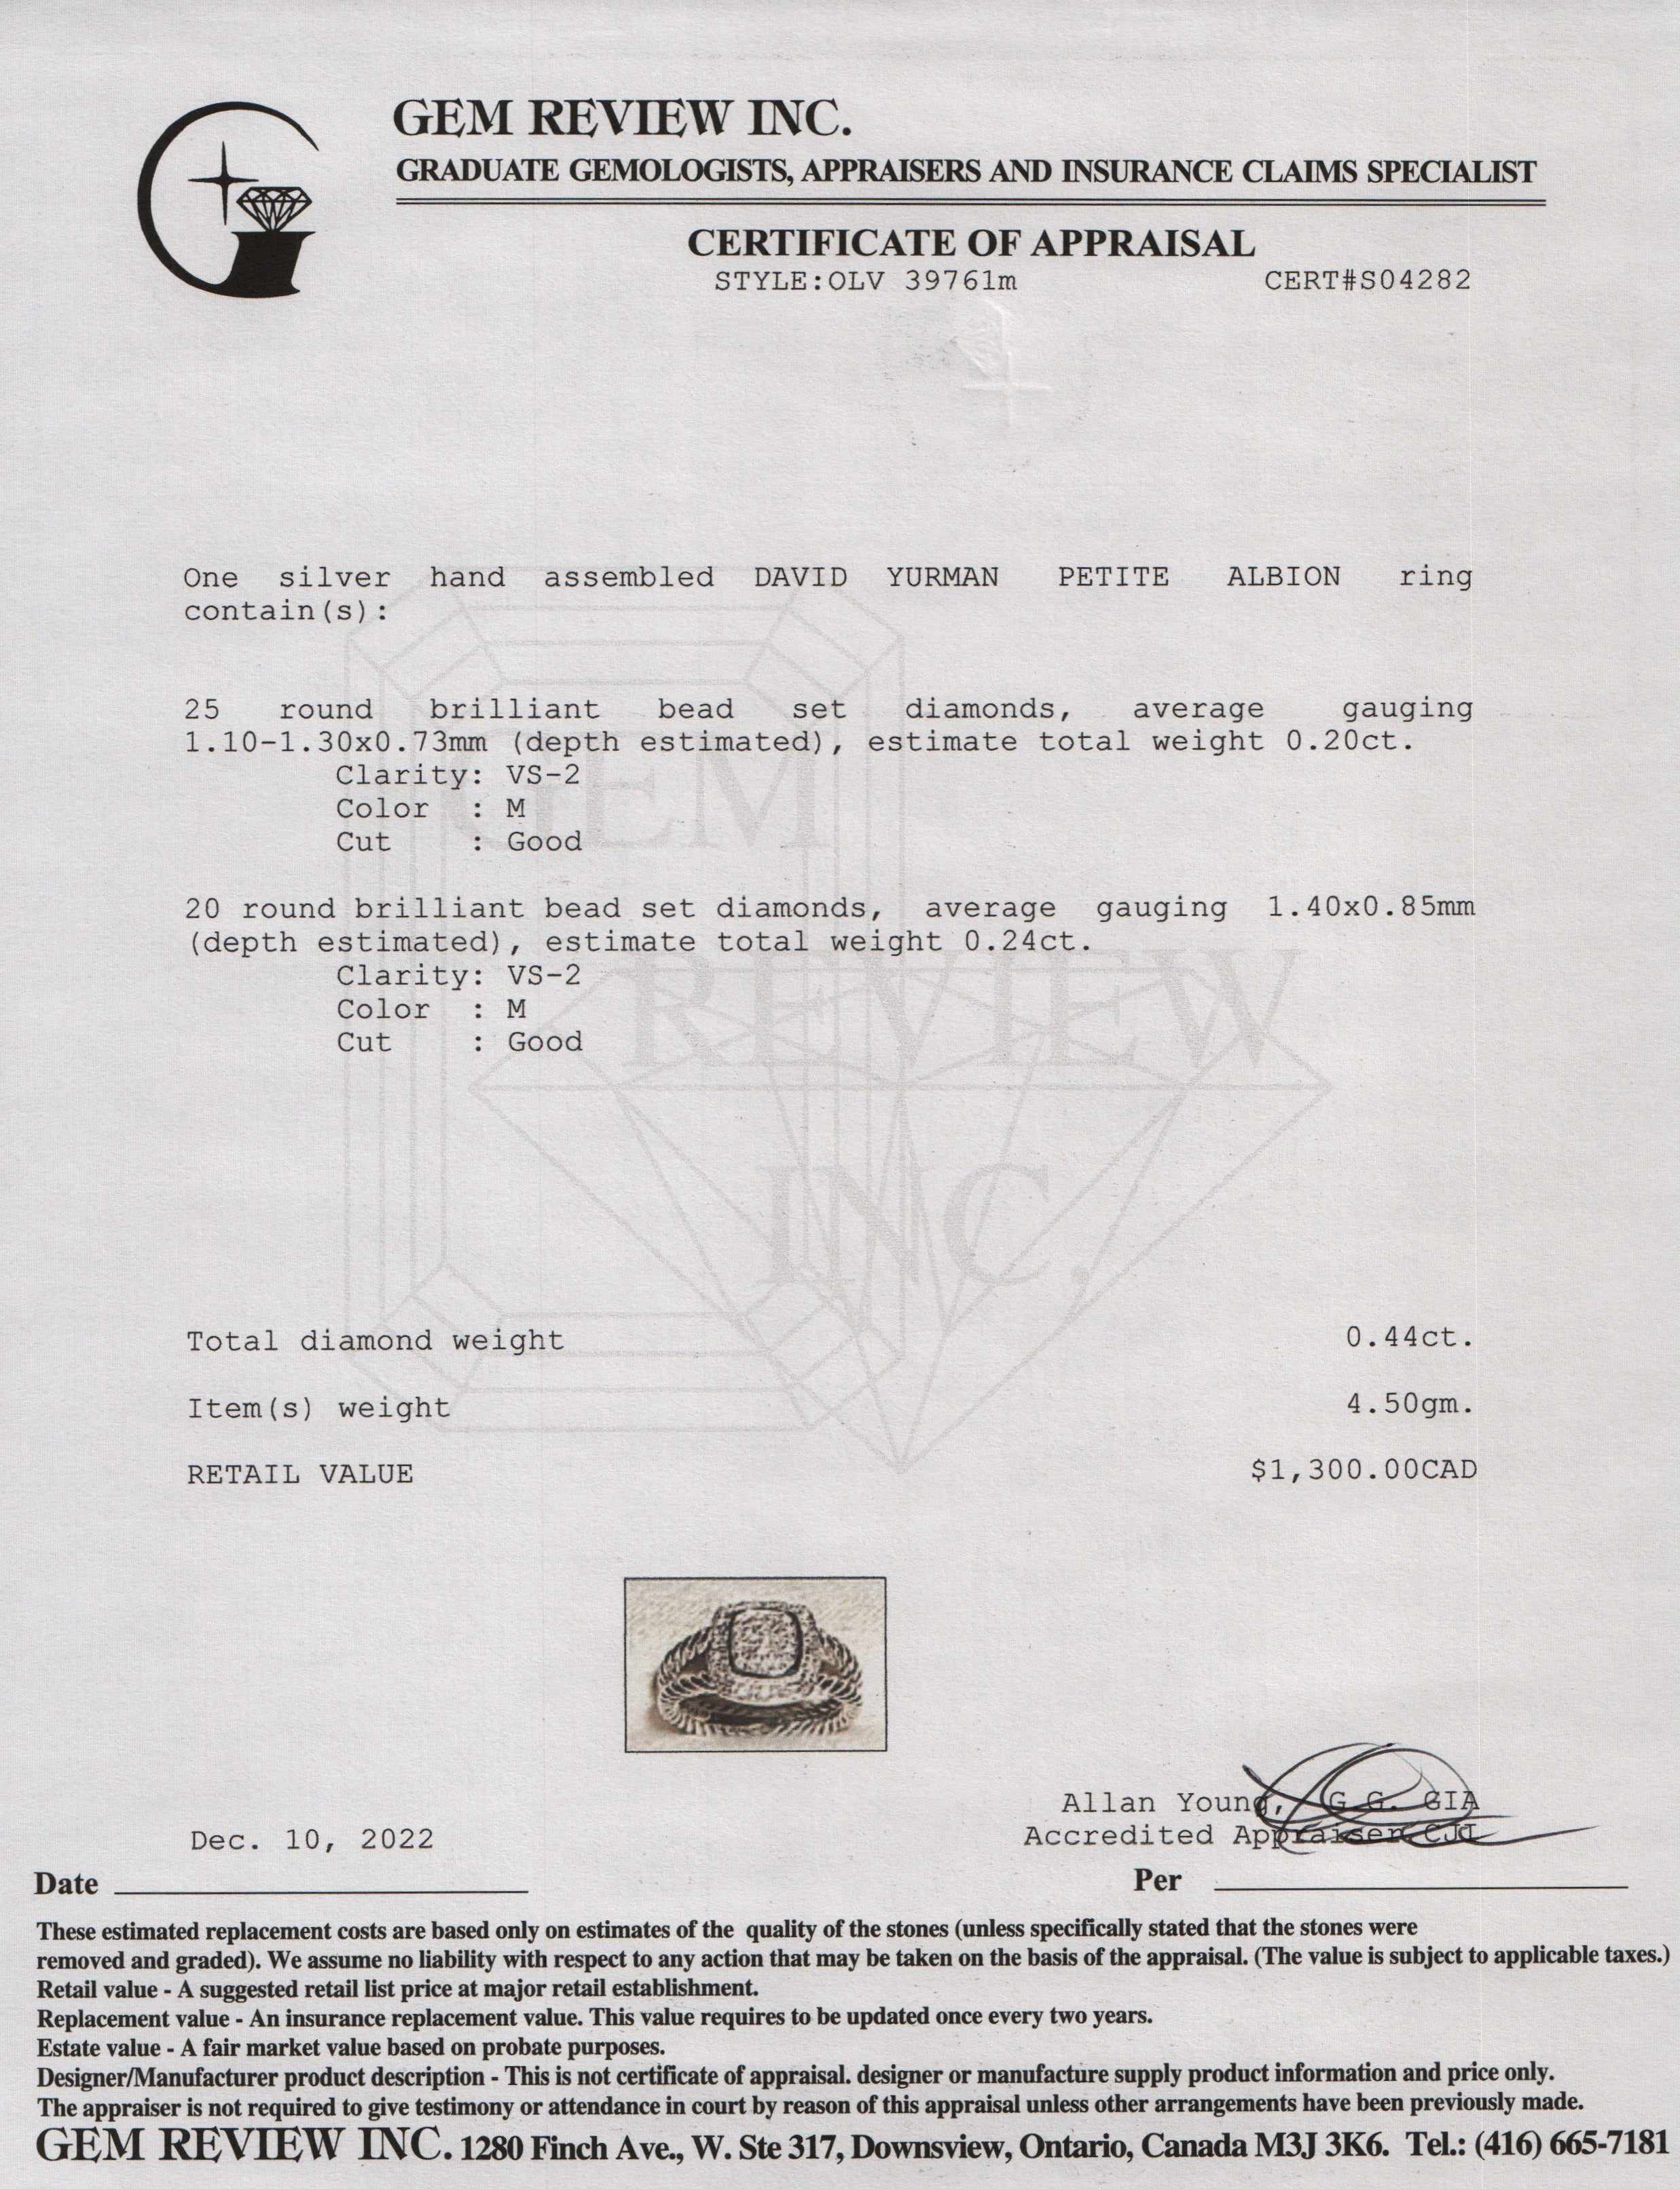 GEM REVIEW INC.
GRADUATE GEMOLOGISTS, APPRAISERS AND INSURANCE CLAIMS SPECIALIST
CERTIFICATE OF APPRAISAL
STYLE:OLV 39761m CERT#S04282
One silver hand assembled DAVID YURMAN PETITE ALBION ring
contain(s):
25 round brilliant bead set diamonds, average gauging
1.10-1.30x0.73mm (depth estimated), estimate total weight 0.20ct.
Clarity: VS-2
Color : M
Cut : Good
20 round brilliant bead set diamonds, average gauging 1.40x0.85mm
(depth estimated), estimate total weight 0.24ct.
Clarity: VS-2
Color : M
Cut : Good
GEM
REVIEW
INC.
Total diamond weight 0.44ct.
Item(s) weight 4.50gm.
RETAIL VALUE $1,300.00CAD
Allan Young, G.G. GIA
Dec. 10, 2022 Accredited Appraiser CJI
Date Per
These estimated replacement costs are based only on estimates of the quality of the stones (unless specifically stated that the stones were
removed and graded). We assume no liability with respect to any action that may be taken on the basis of the appraisal. (The value is subject to applicable taxes.)
Retail value - A suggested retail list price at major retail establishment.
Replacement value - An insurance replacement value. This value requires to be updated once every two years.
Estate value - A fair market value based on probate purposes.
Designer/Manufacturer product description - This is not certificate of appraisal. designer or manufacture supply product information and price only.
The appraiser is not required to give testimony or attendance in court by reason of this appraisal unless other arrangements have been previously made.
GEM REVIEW INC. 1280 Finch Ave., W. Ste 317, Downsview, Ontario, Canada M3J 3K6. Tel.: (416) 665-7181